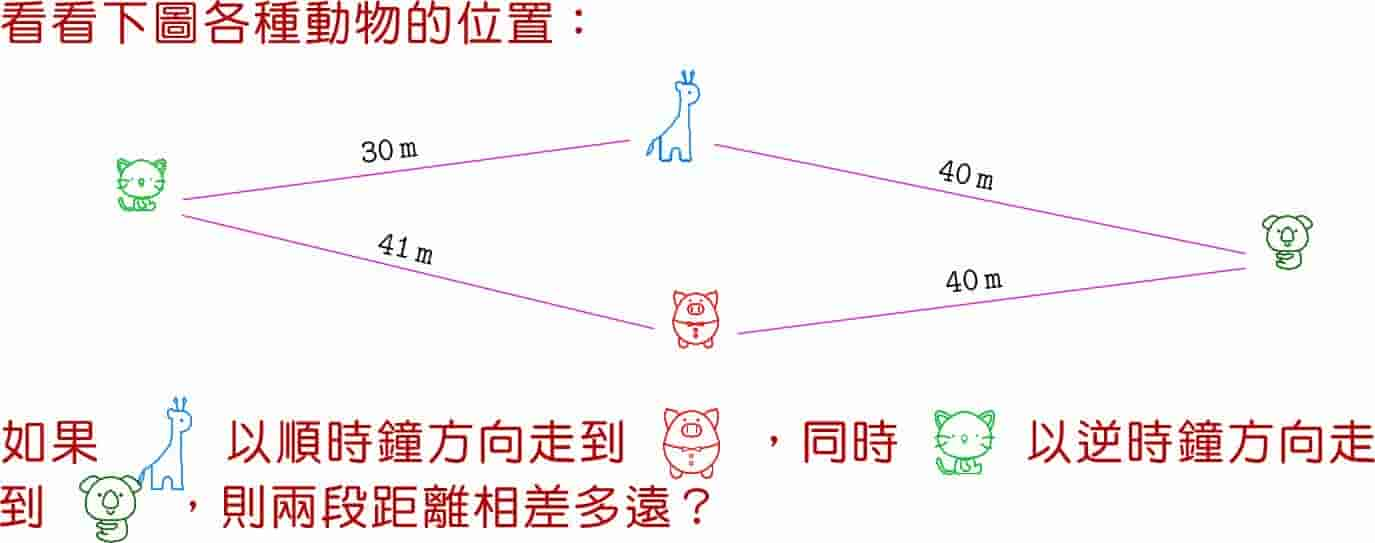 看看下圖各種動物的位置：
30 m
40 m
41 m
40 m
如果 以順時鐘方向走到 ，同時 以逆時鐘方向走
到 ，則兩段距離相差多遠？